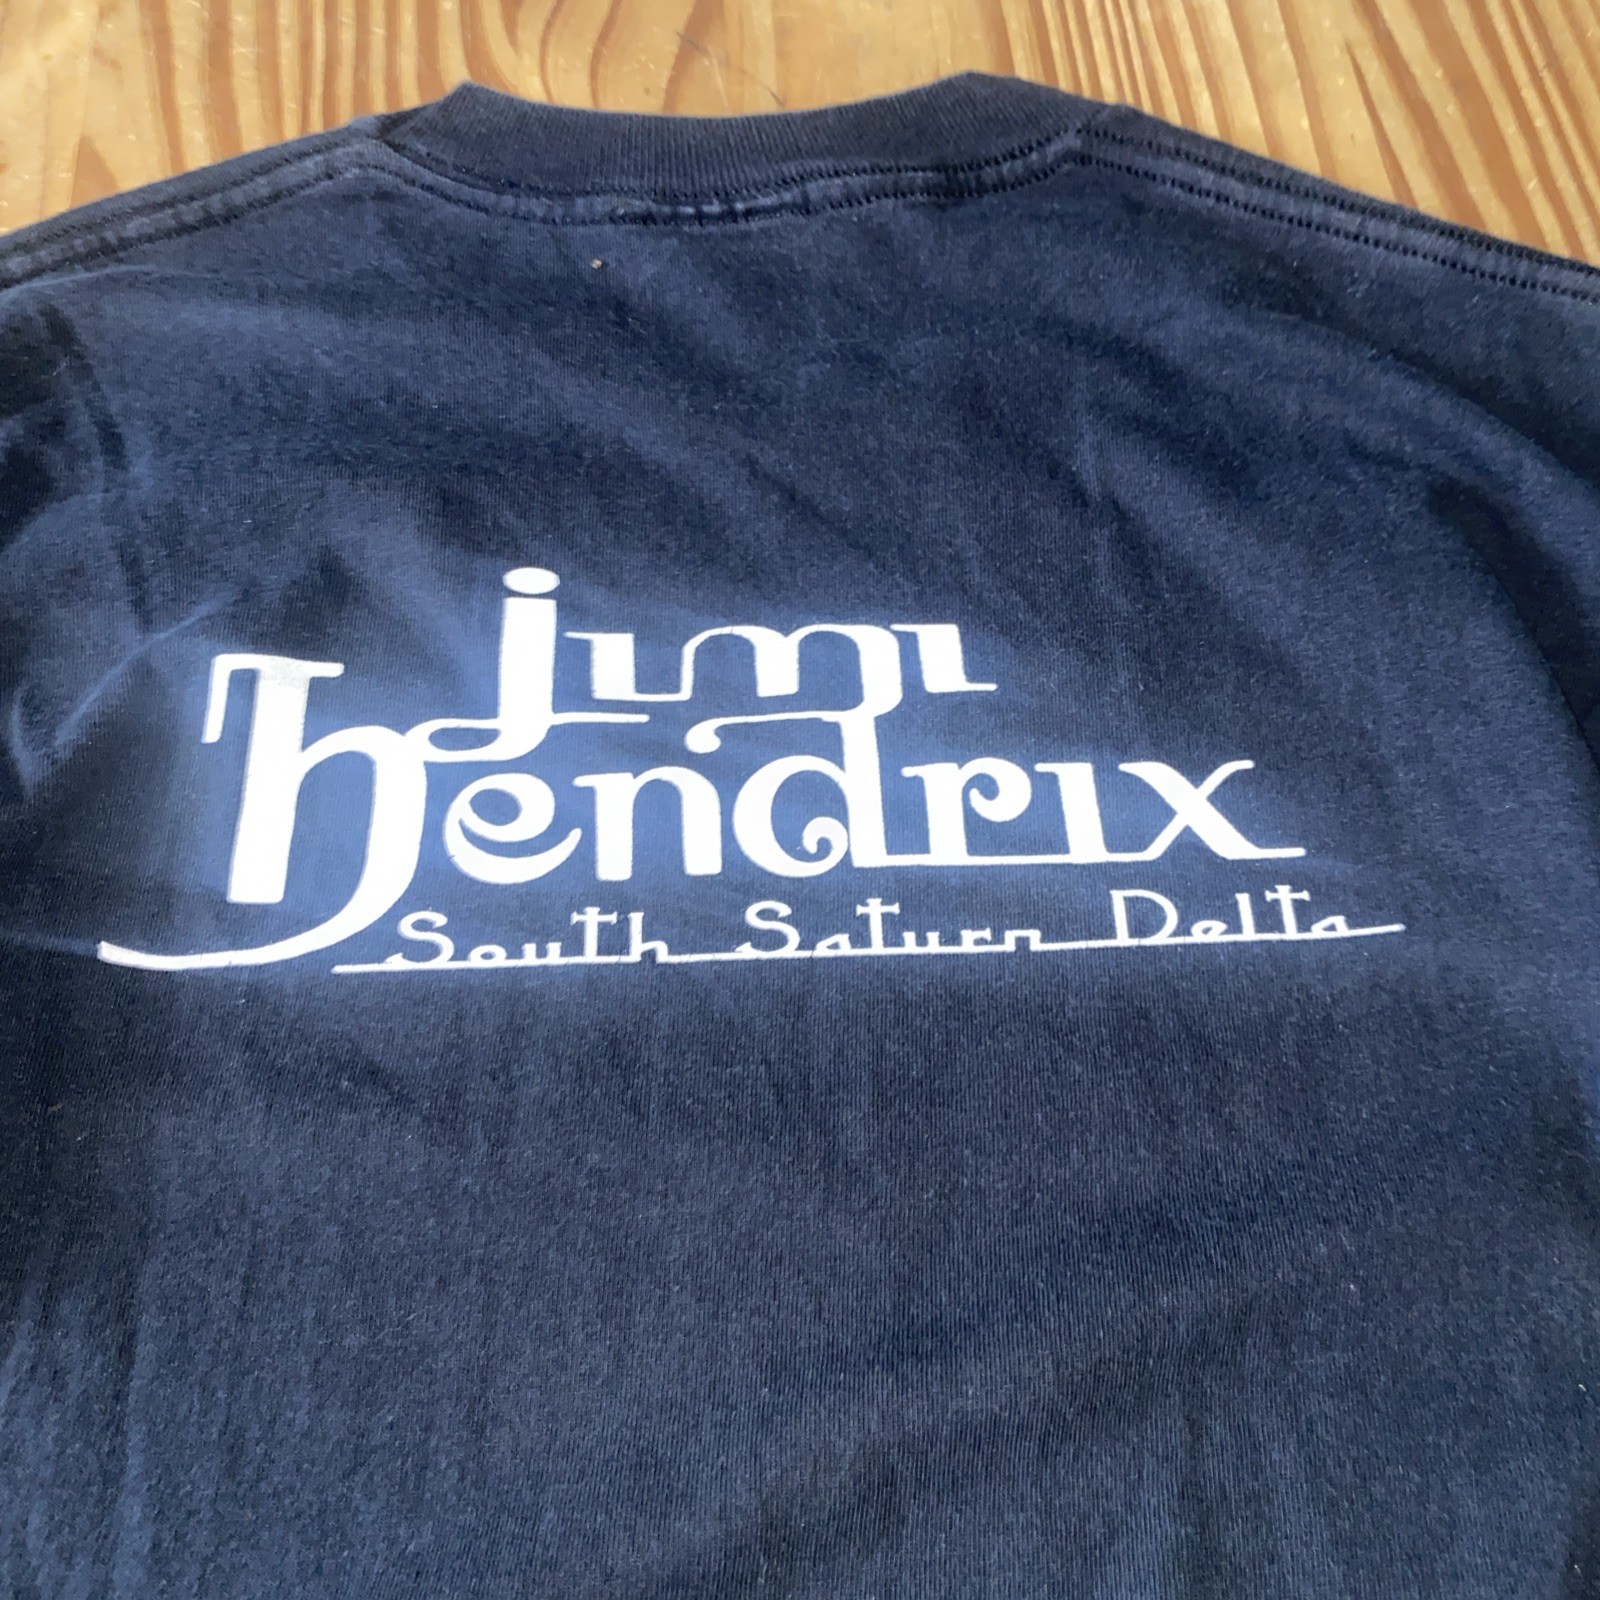 jimi
hendrix
South Saturn Delta